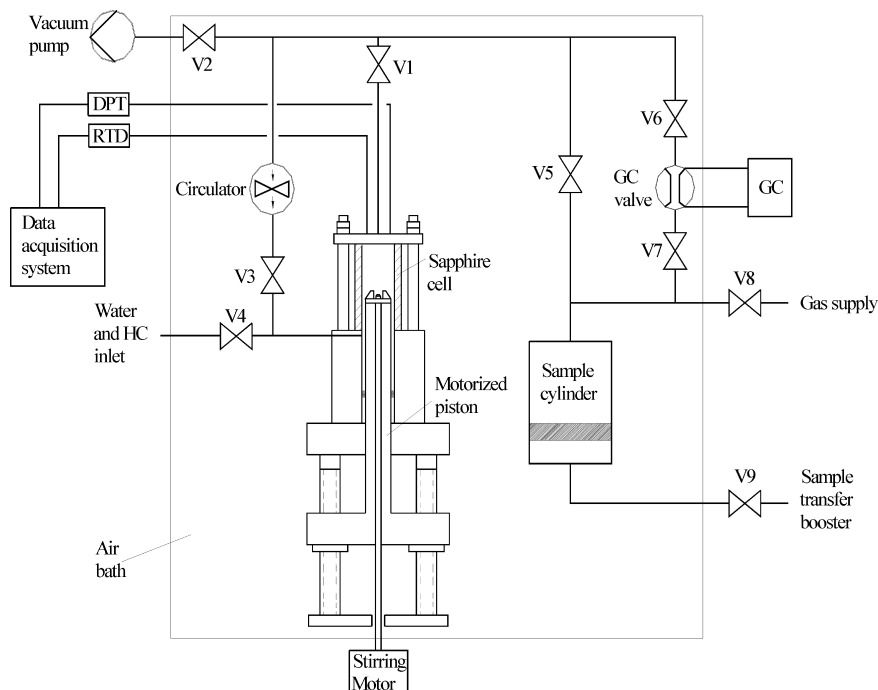 Vacuum
pump
V2
V1
DPT
RTD
V6
Circulator
V5
GC
valve
GC
Data
acquisition
system
V3
Sapphire
cell
V7
V8
Gas supply
Water
and HC
inlet
V4
Sample
cylinder
Motorized
piston
V9
Sample
transfer
booster
Air
bath
Stirring
Motor